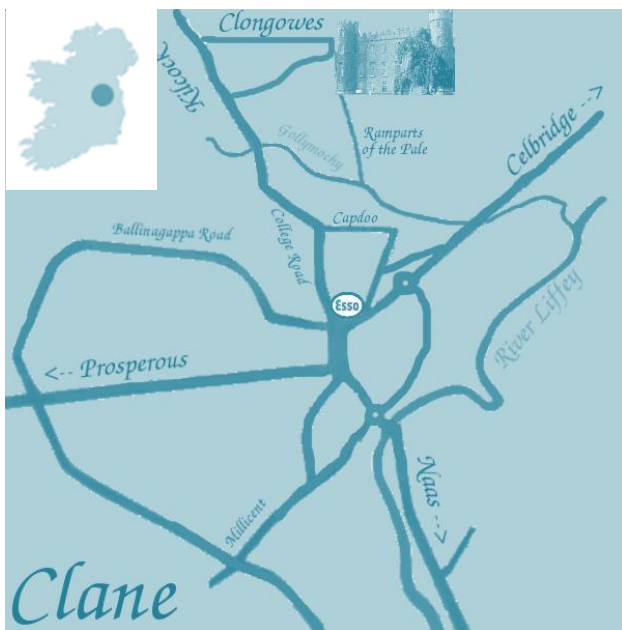 Clongowes
Kilcock
Gollymochy
Ramparts
of the Pale
Celbridge -->
Ballinagappa Road
College Road
Capdoo
Esso
River Liffey
<-- Prosperous
Naas -->
Millicent
Clane